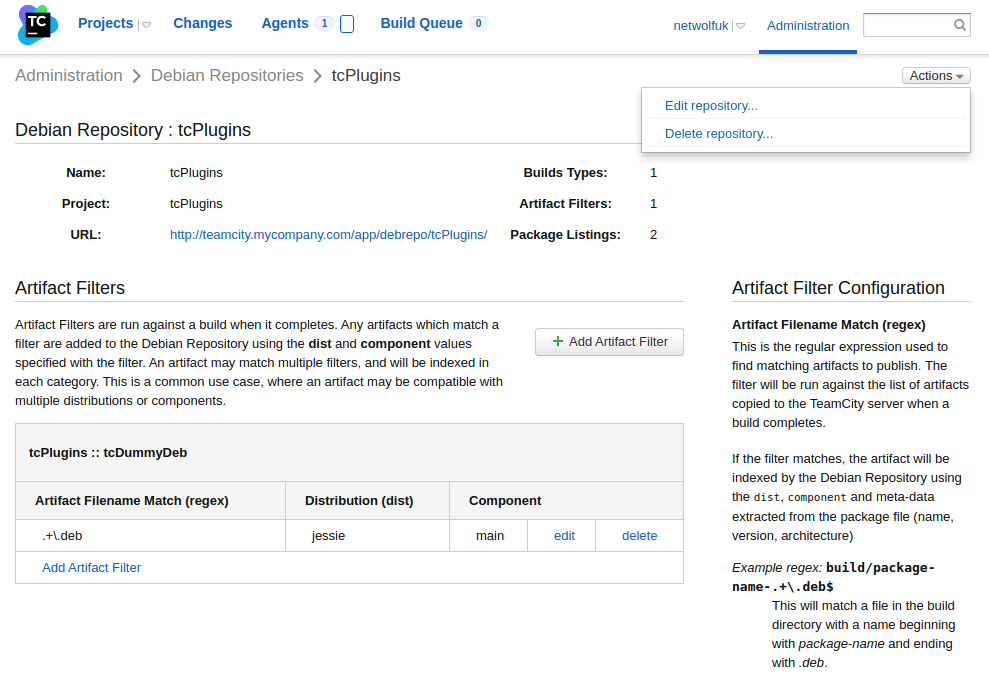 TC Projects Changes Agents 1 Build Queue 0 netwolfuk Administration
Administration > Debian Repositories > tcPlugins Actions
Edit repository...
Delete repository...
Debian Repository : tcPlugins
Name: tcPlugins Builds Types: 1
Project: tcPlugins Artifact Filters: 1
URL: http://teamcity.mycompany.com/app/debrepo/tcPlugins/ Package Listings: 2
Artifact Filters
Artifact Filters are run against a build when it completes. Any artifacts which match a
filter are added to the Debian Repository using the dist and component values
specified with the filter. An artifact may match multiple filters, and will be indexed in
each category. This is a common use case, where an artifact may be compatible with
multiple distributions or components.
+ Add Artifact Filter
tcPlugins :: tcDummyDeb
Artifact Filename Match (regex) Distribution (dist) Component
.+\.deb jessie main edit delete
Add Artifact Filter
Artifact Filter Configuration
Artifact Filename Match (regex)
This is the regular expression used to
find matching artifacts to publish. The
filter will be run against the list of artifacts
copied to the TeamCity server when a
build completes.
If the filter matches, the artifact will be
indexed by the Debian Repository using
the dist, component and meta-data
extracted from the package file (name,
version, architecture)
Example regex: build/package-
name-.+\.deb$
This will match a file in the build
directory with a name beginning
with package-name and ending
with .deb.